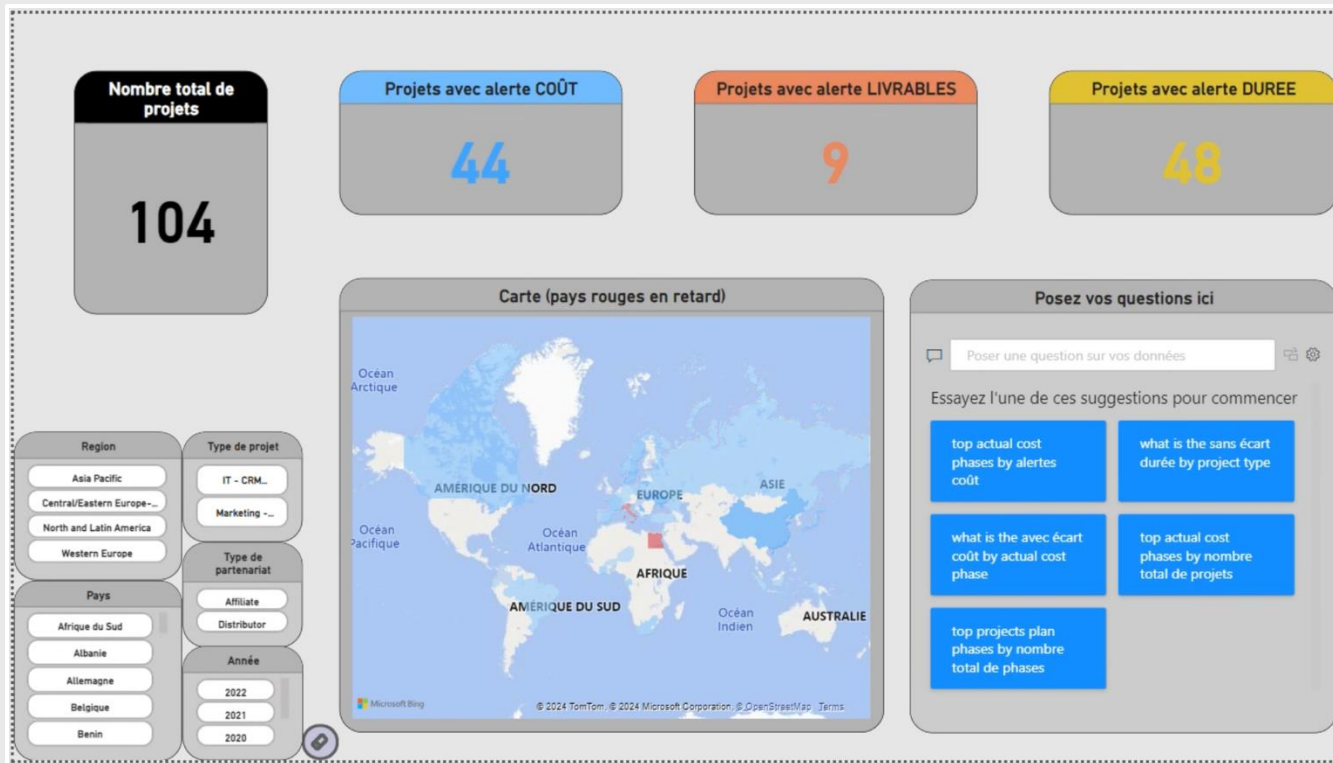 Nombre total de
projets
104
Projets avec alerte COÛT
44
Projets avec alerte LIVRABLES
9
Projets avec alerte DUREE
48
Region
Asia Pacific
Central/Eastern Europe-...
North and Latin America
Western Europe
Type de projet
IT - CRM...
Marketing -...
Type de
partenariat
Affiliate
Distributor
Pays
Afrique du Sud
Albanie
Allemagne
Belgique
Benin
Année
2022
2021
2020
Carte (pays rouges en retard)
Océan
Arctique
AMÉRIQUE DU NORD
EUROPE
ASIE
Océan
Pacifique
Océan
Atlantique
AFRIQUE
AMÉRIQUE DU SUD
Océan
Indien
AUSTRALIE
Microsoft Bing
© 2024 TomTom, © 2024 Microsoft Corporation, © OpenStreetMap Terms
Posez vos questions ici
Poser une question sur vos données
Essayez l'une de ces suggestions pour commencer
top actual cost
phases by alertes
coût
what is the sans écart
durée by project type
what is the avec écart
coût by actual cost
phase
top actual cost
phases by nombre
total de projets
top projects plan
phases by nombre
total de phases